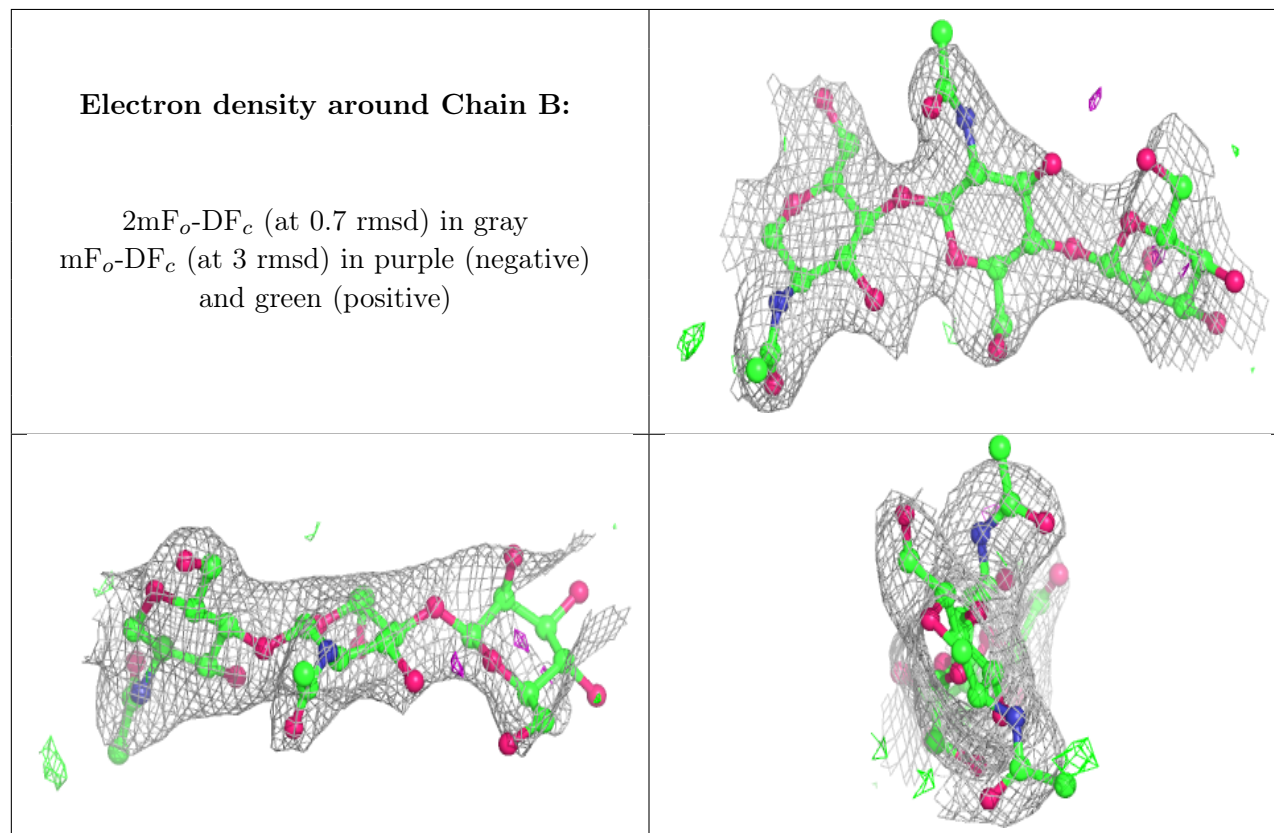 Electron density around Chain B:
2mFₒ-DF𝒸 (at 0.7 rmsd) in gray
mFₒ-DF𝒸 (at 3 rmsd) in purple (negative)
and green (positive)